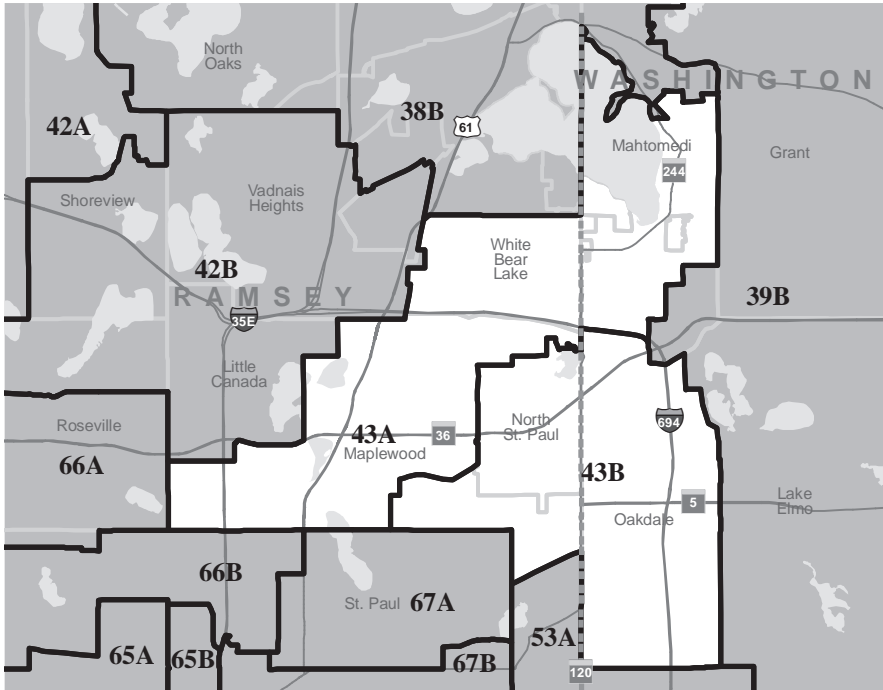 North
Oaks
WASHINGTON
38B
42A
61
Mahtomedi
Grant
244
Shoreview
Vadnais
Heights
White
Bear
Lake
42B
RAMSEY
39B
35E
Little
Canada
Roseville
North
St. Paul
694
43A
36
Maplewood
66A
43B
5
Lake
Elmo
Oakdale
66B
St. Paul
67A
53A
65A
65B
67B
120